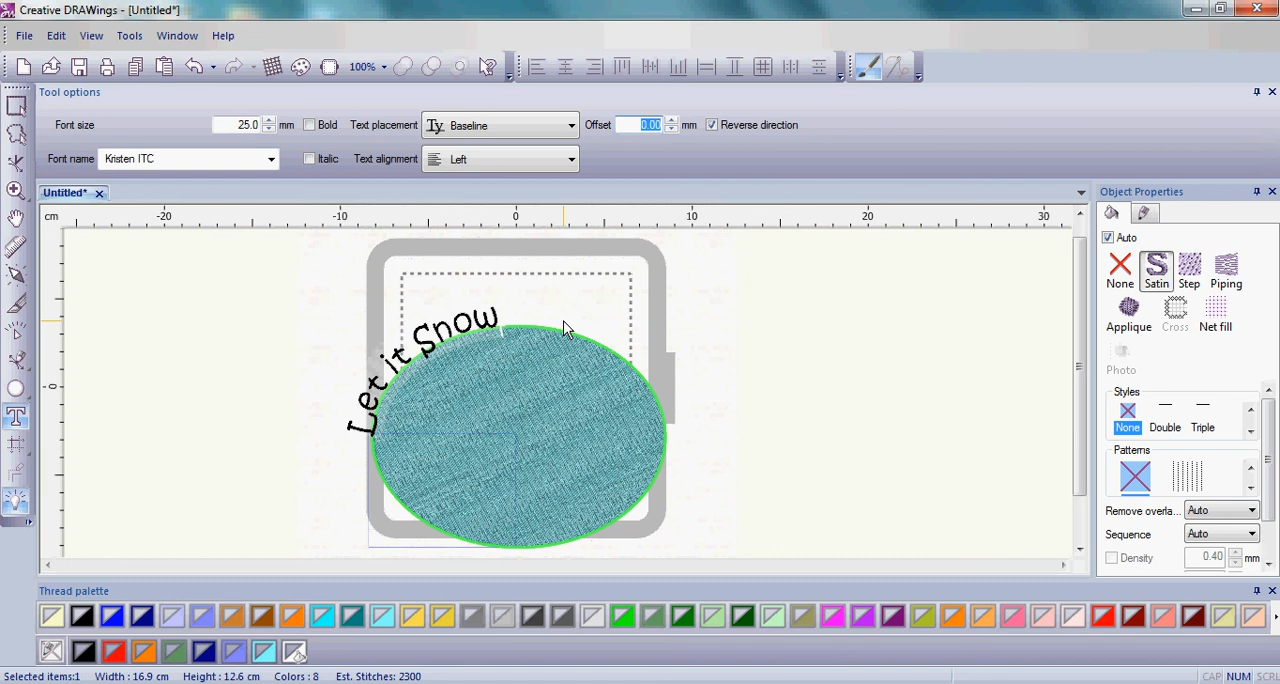 Creative DRAWings - [Untitled*]
File Edit View Tools Window Help
100%
Tool options
Font size 25.0 mm Bold Text placement Baseline Offset 0.00 mm Reverse direction
Font name Kristen ITC Italic Text alignment Left
Untitled*
Object Properties
cm -20 -10 0 10 20 30
Auto
None Satin Step Piping
Applique Cross Net fill
Photo
Let it Snow
0
Styles
None Double Triple
Patterns
Remove overla... Auto
Sequence Auto
Density 0.40 mm
Thread palette
Selected items:1 Width : 16.9 cm Height : 12.6 cm Colors : 8 Est. Stitches: 2300 CAP NUM SCRL